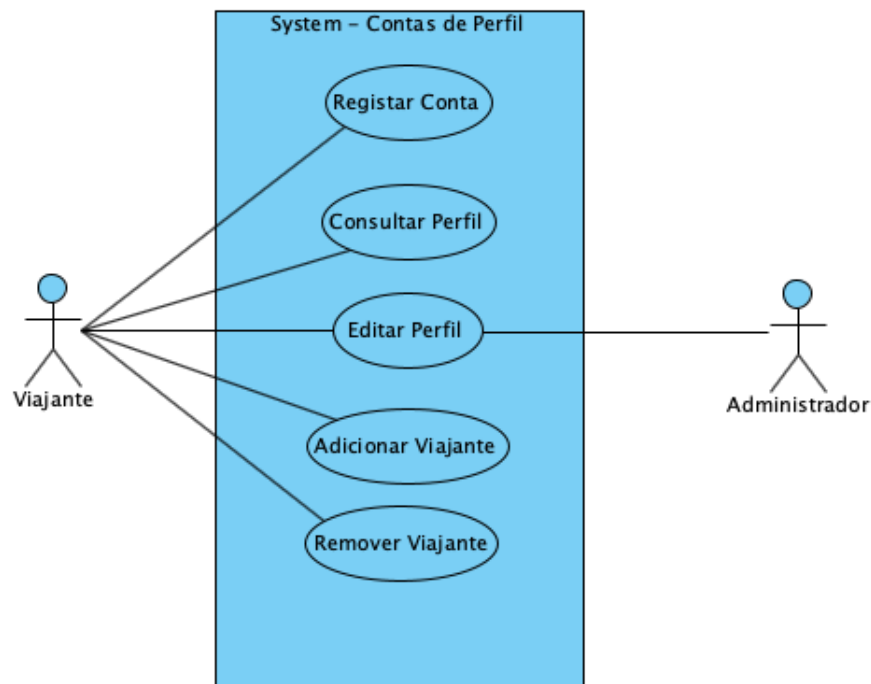 System – Contas de Perfil
Registar Conta
Consultar Perfil
Editar Perfil
Viajante
Administrador
Adicionar Viajante
Remover Viajante